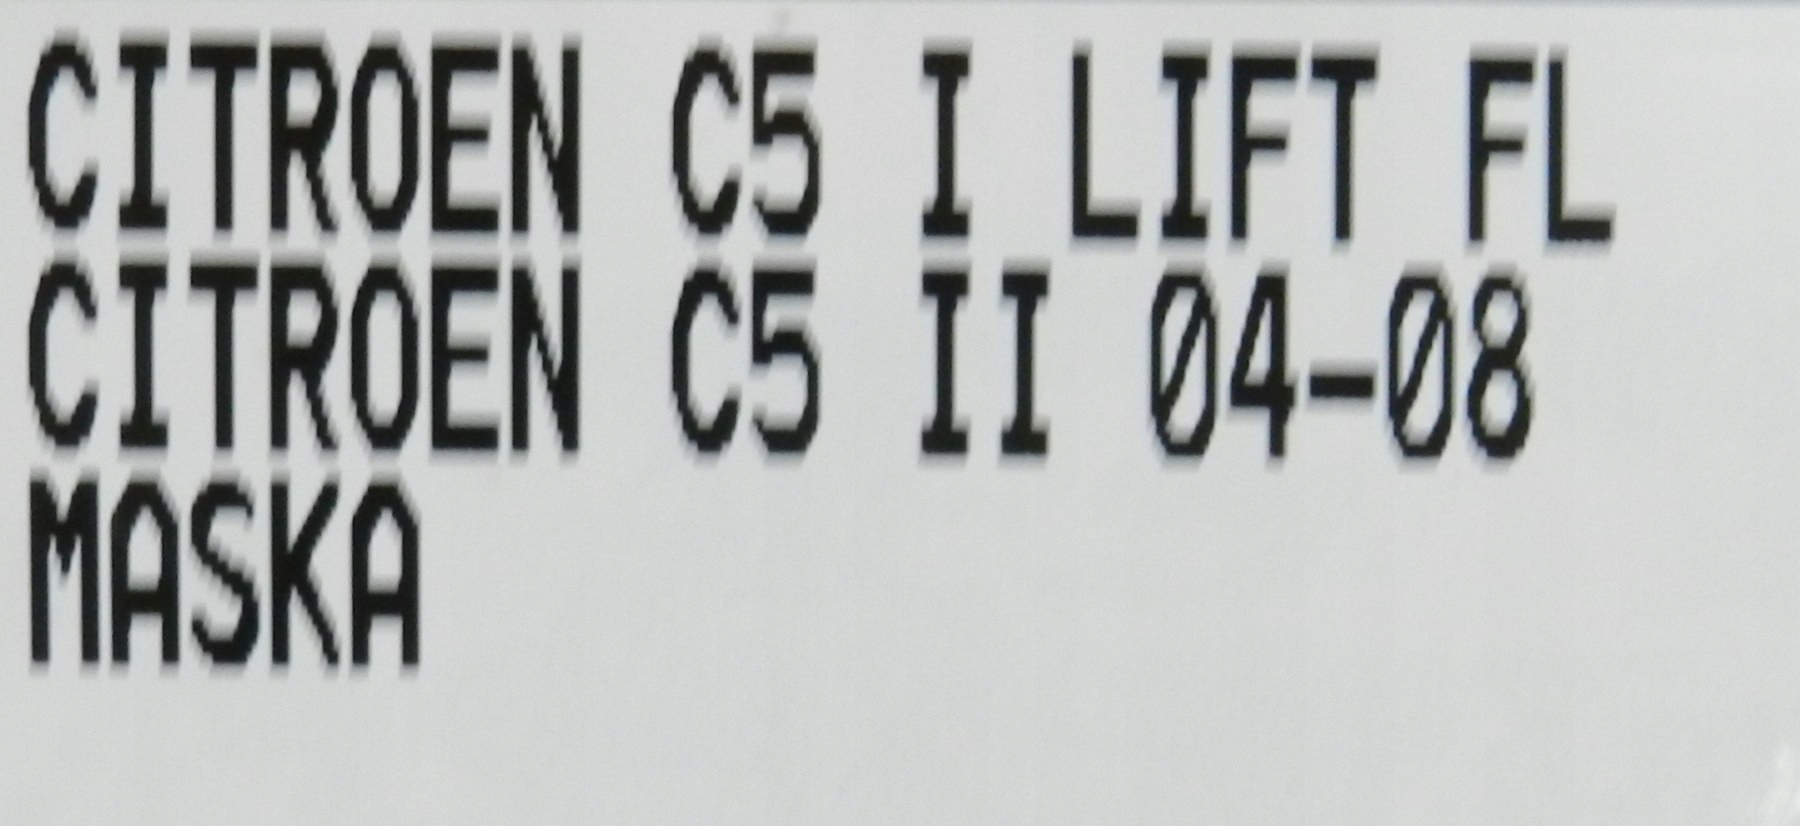 CITROEN C5 I LIFT FL
CITROEN C5 II 04-08
MASKA